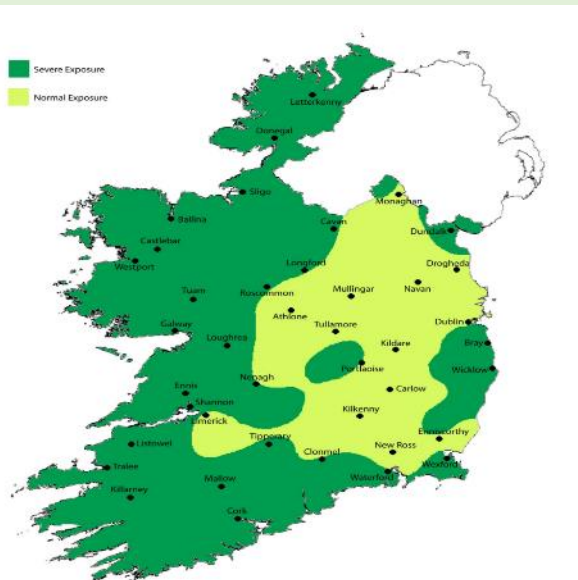 Severe Exposure
Normal Exposure
Letterkenny
Donegal
Sligo
Monaghan
Ballina
Cavan
Dundalk
Castlebar
Westport
Longford
Drogheda
Roscommon
Mullingar
Navan
Tuam
Athlone
Galway
Tullamore
Dublin
Loughrea
Kildare
Bray
Portlaoise
Wicklow
Nenagh
Ennis
Carlow
Shannon
Limerick
Kilkenny
Enniscorthy
Listowel
Tipperary
Clonmel
New Ross
Tralee
Wexford
Waterford
Mallow
Killarney
Cork